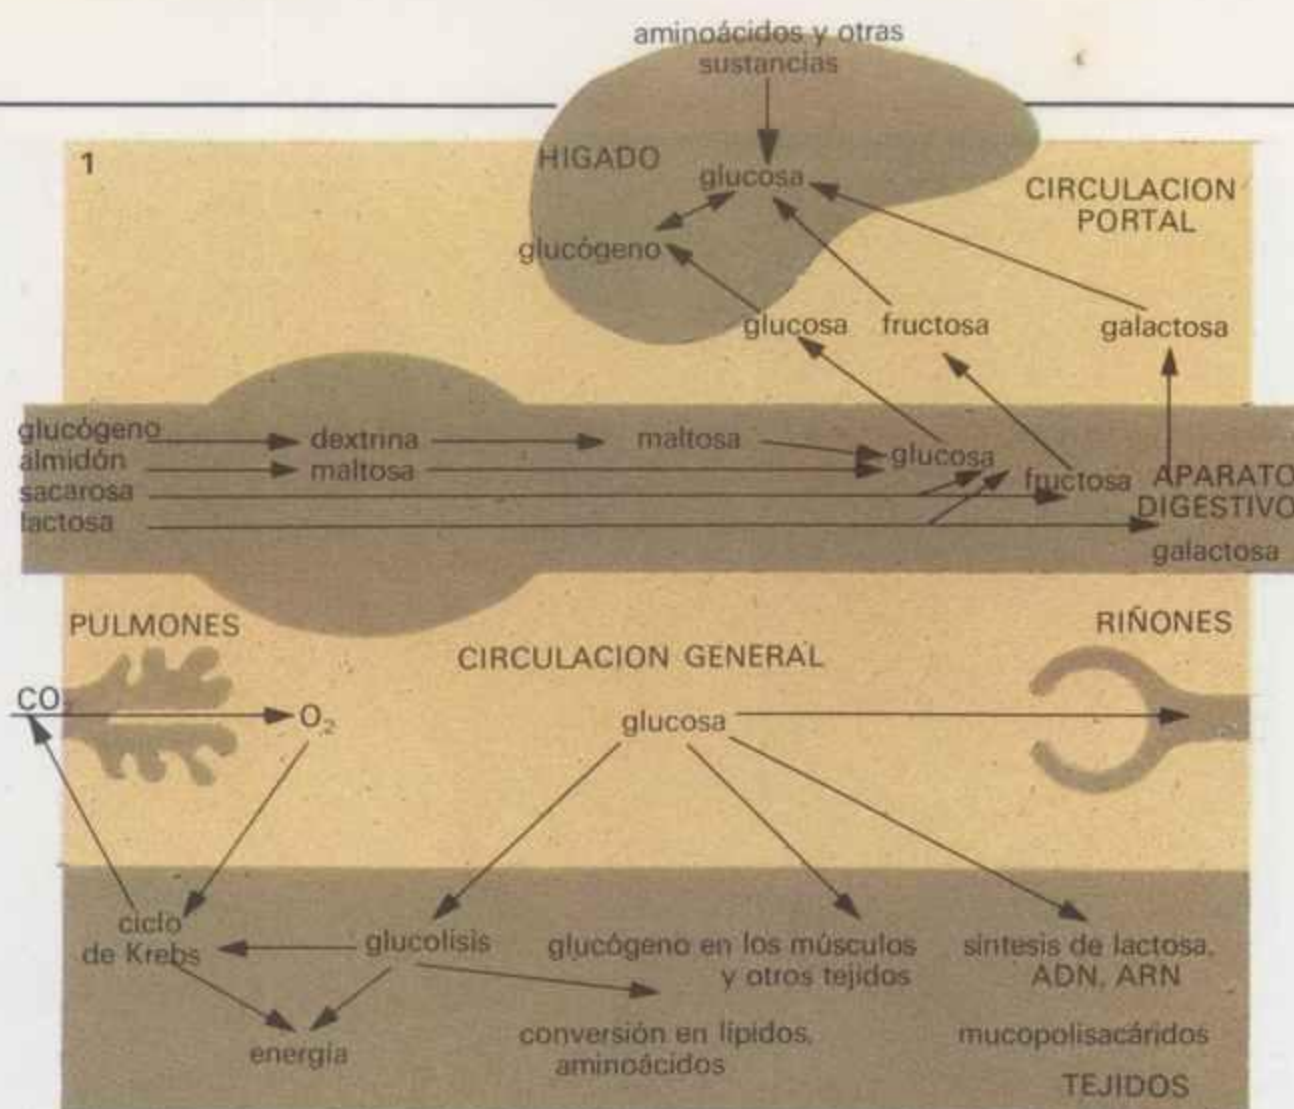 aminoácidos y otras
sustancias
1
HIGADO
glucosa
CIRCULACION
PORTAL
glucógeno
glucosa
fructosa
galactosa
glucógeno
dextrina
maltosa
glucosa
almidón
maltosa
sacarosa
fructosa
APARATO
DIGESTIVO
lactosa
galactosa
PULMONES
RIÑONES
CIRCULACION GENERAL
CO
O₂
glucosa
ciclo
de Krebs
glucolisis
glucógeno en los músculos
y otros tejidos
síntesis de lactosa,
ADN, ARN
energía
conversión en lípidos,
aminoácidos
mucopolisacáridos
TEJIDOS